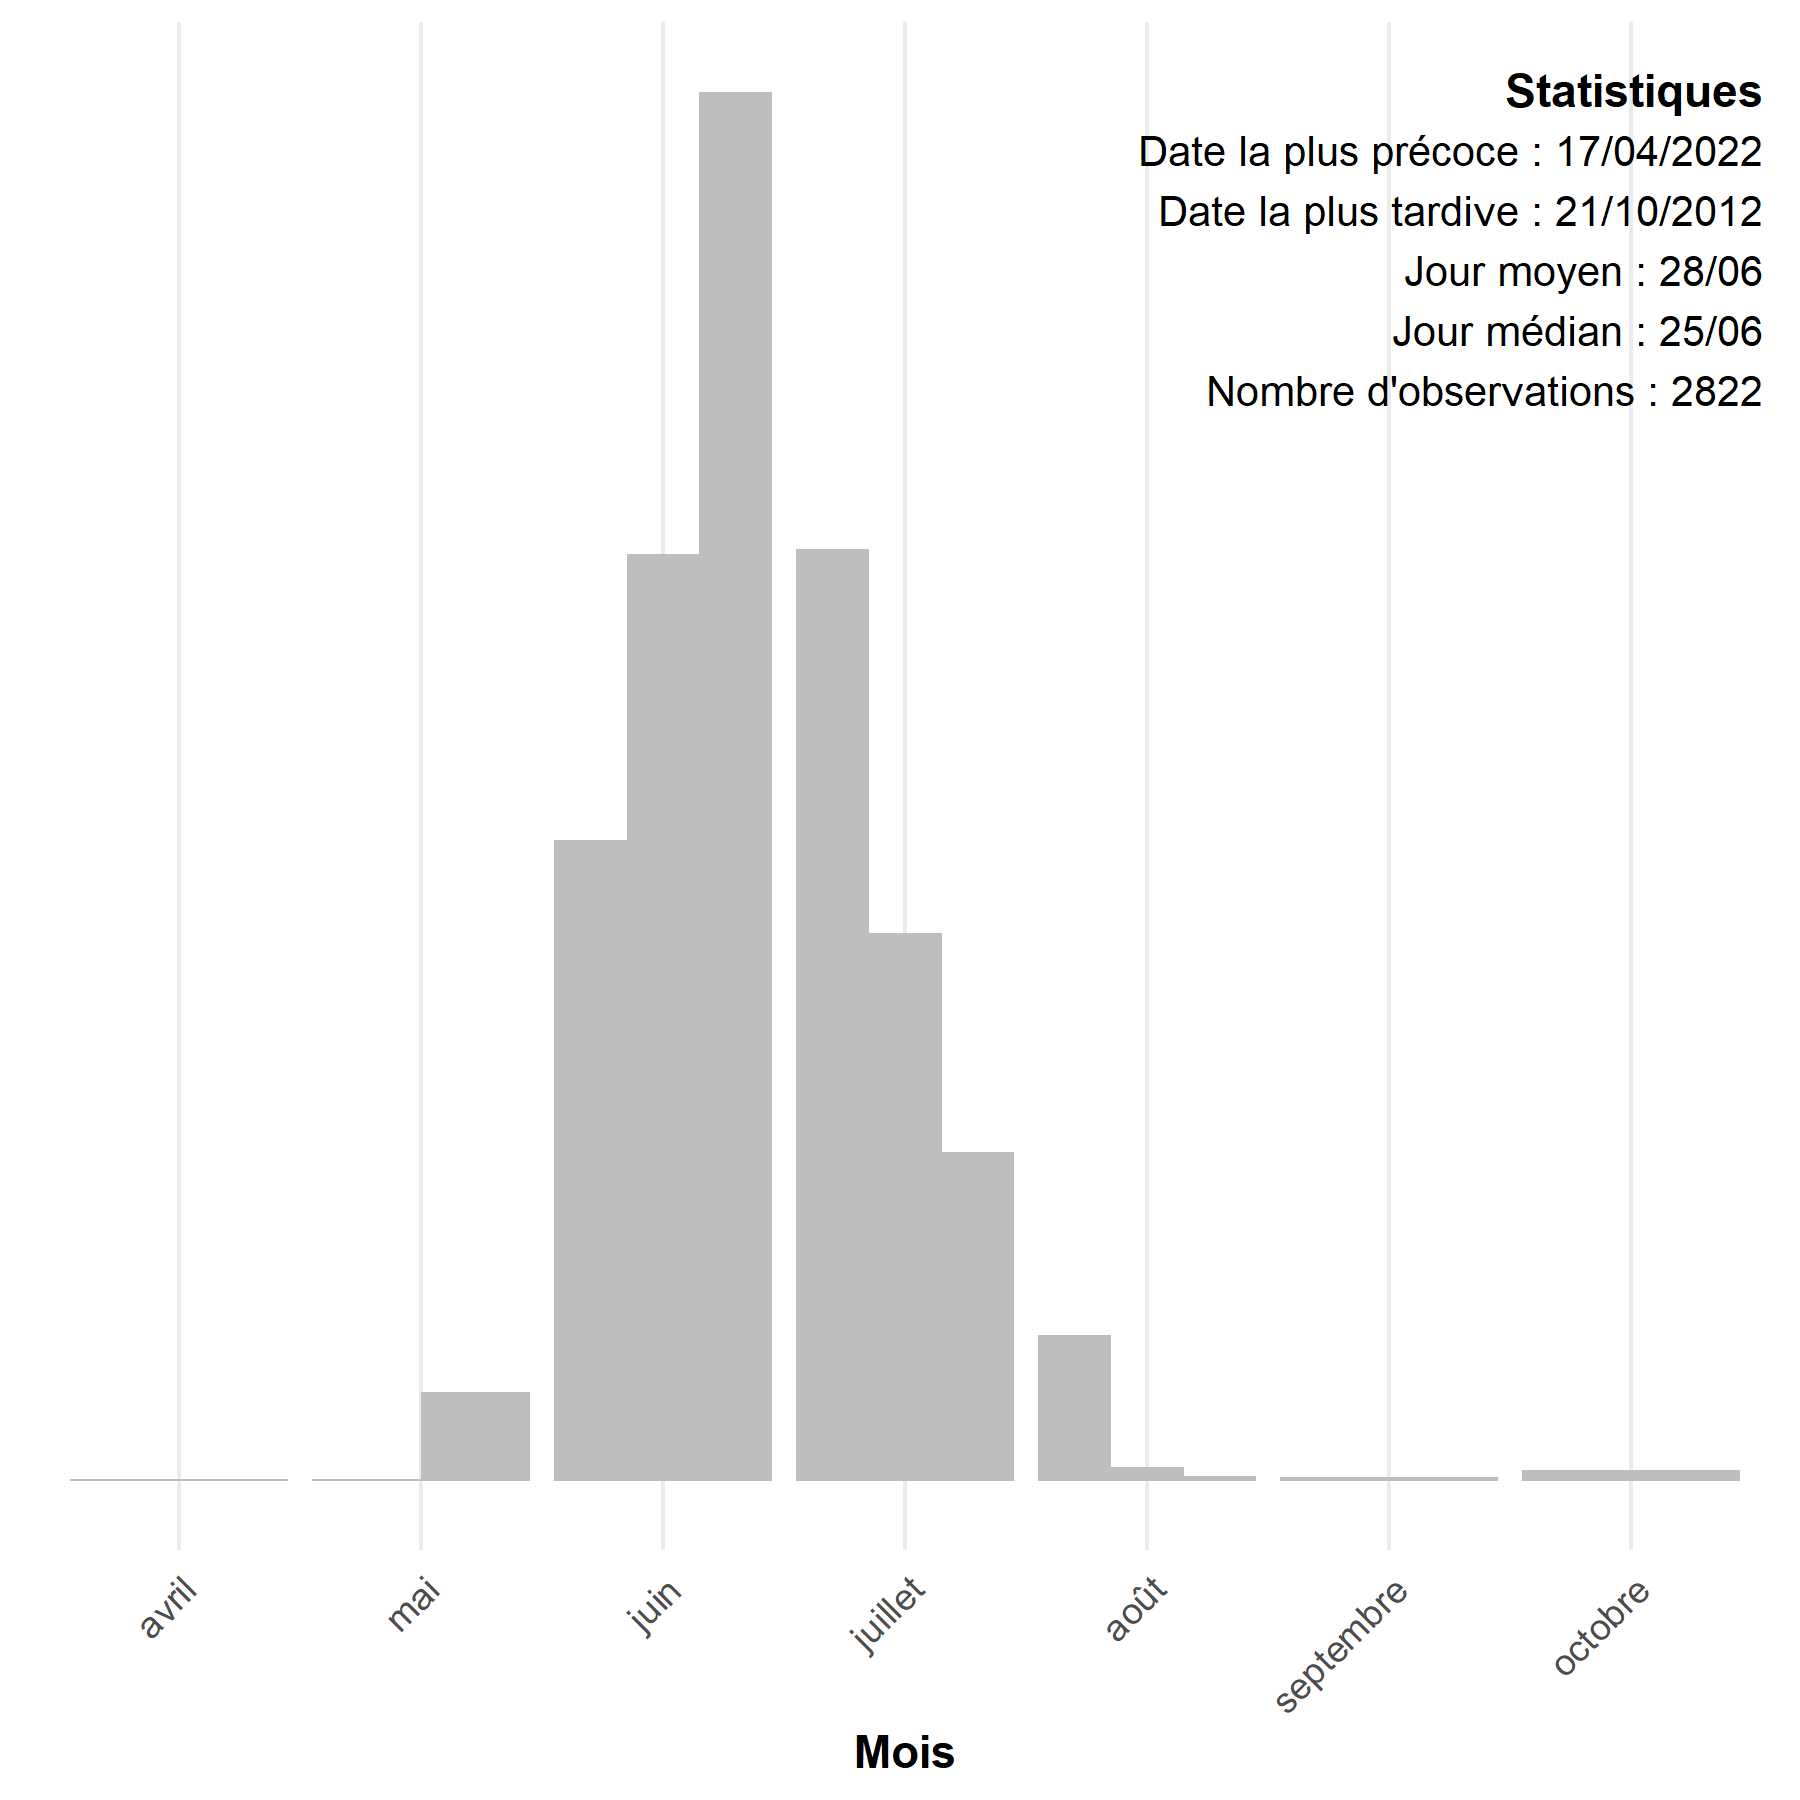 Statistiques
Date la plus précoce : 17/04/2022
Date la plus tardive : 21/10/2012
Jour moyen : 28/06
Jour médian : 25/06
Nombre d'observations : 2822
avril
mai
juin
juillet
août
septembre
octobre
Mois